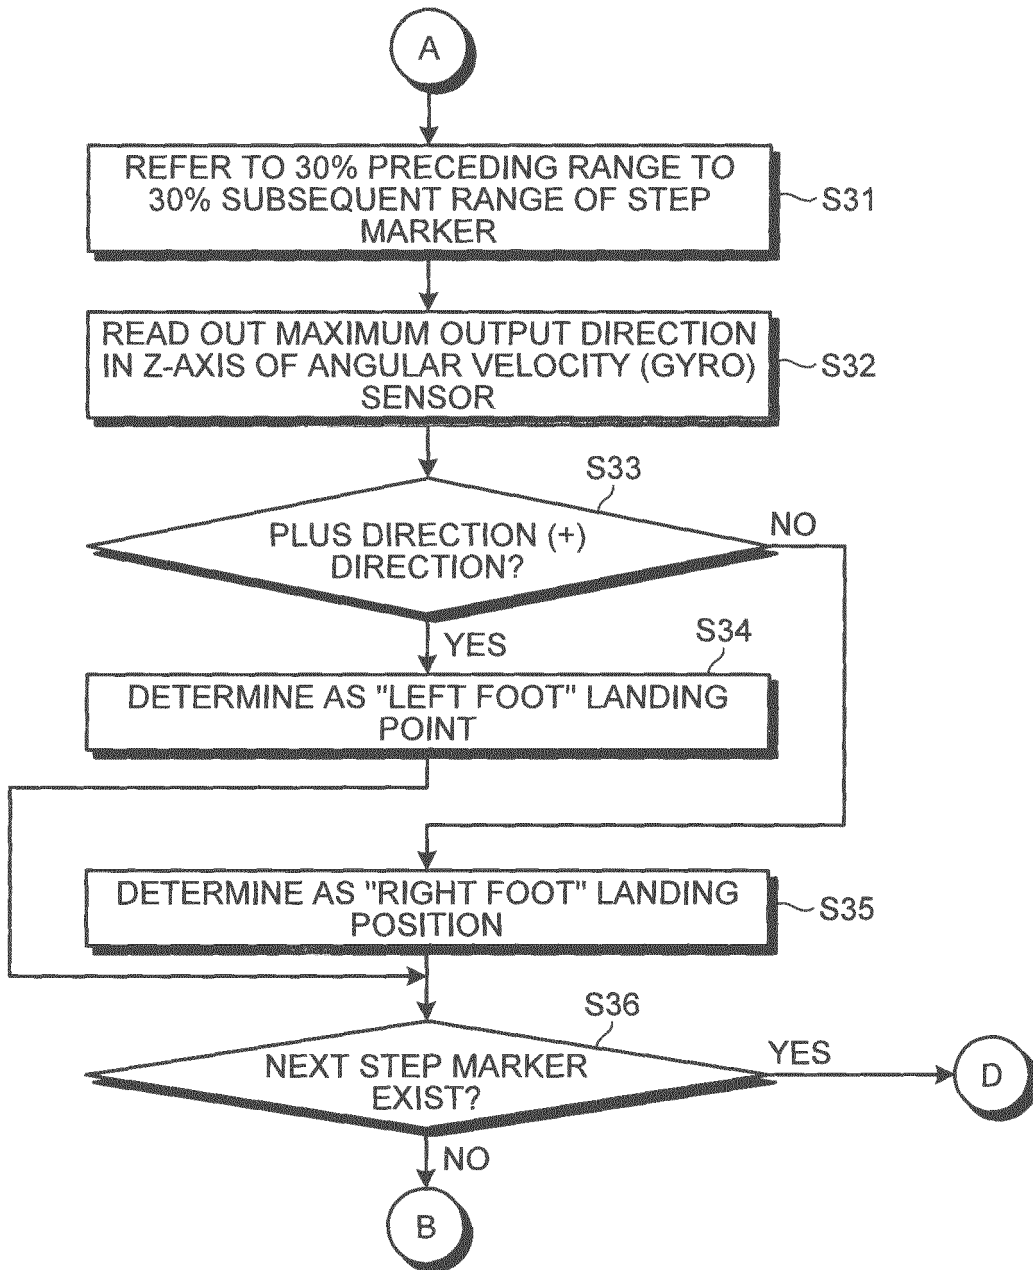 A
REFER TO 30% PRECEDING RANGE TO
30% SUBSEQUENT RANGE OF STEP
MARKER
S31
READ OUT MAXIMUM OUTPUT DIRECTION
IN Z-AXIS OF ANGULAR VELOCITY (GYRO)
SENSOR
S32
S33
PLUS DIRECTION (+)
DIRECTION?
NO
YES
S34
DETERMINE AS "LEFT FOOT" LANDING
POINT
DETERMINE AS "RIGHT FOOT" LANDING
POSITION
S35
S36
NEXT STEP MARKER
EXIST?
YES
D
NO
B